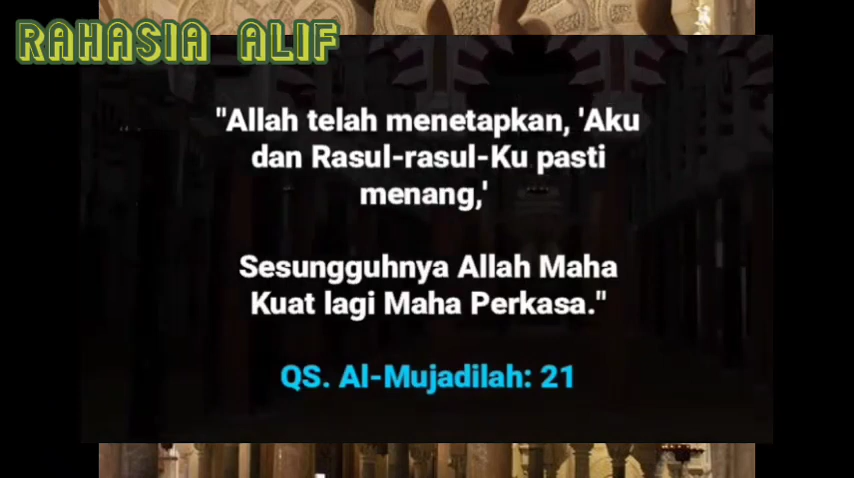 RAHASIA ALIF
"Allah telah menetapkan, 'Aku
dan Rasul-rasul-Ku pasti
menang,'
Sesungguhnya Allah Maha
Kuat lagi Maha Perkasa."
QS. Al-Mujadilah: 21